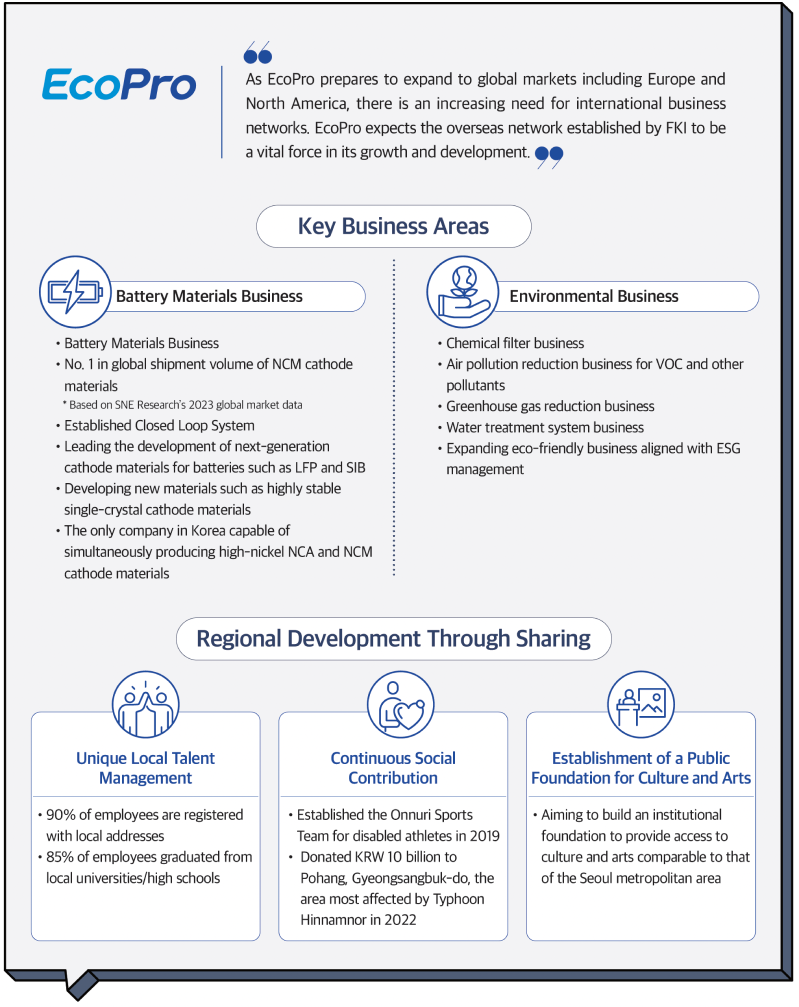 EcoPro
“
As EcoPro prepares to expand to global markets including Europe and
North America, there is an increasing need for international business
networks. EcoPro expects the overseas network established by FKI to be
a vital force in its growth and development. ”
Key Business Areas
Battery Materials Business
• Battery Materials Business
• No. 1 in global shipment volume of NCM cathode
materials
* Based on SNE Research's 2023 global market data
• Established Closed Loop System
• Leading the development of next-generation
cathode materials for batteries such as LFP and SIB
• Developing new materials such as highly stable
single-crystal cathode materials
• The only company in Korea capable of
simultaneously producing high-nickel NCA and NCM
cathode materials
Environmental Business
• Chemical filter business
• Air pollution reduction business for VOC and other
pollutants
• Greenhouse gas reduction business
• Water treatment system business
• Expanding eco-friendly business aligned with ESG
management
Regional Development Through Sharing
Unique Local Talent
Management
• 90% of employees are registered
with local addresses
• 85% of employees graduated from
local universities/high schools
Continuous Social
Contribution
• Established the Onnuri Sports
Team for disabled athletes in 2019
• Donated KRW 10 billion to
Pohang, Gyeongsangbuk-do, the
area most affected by Typhoon
Hinnamnor in 2022
Establishment of a Public
Foundation for Culture and Arts
• Aiming to build an institutional
foundation to provide access to
culture and arts comparable to that
of the Seoul metropolitan area